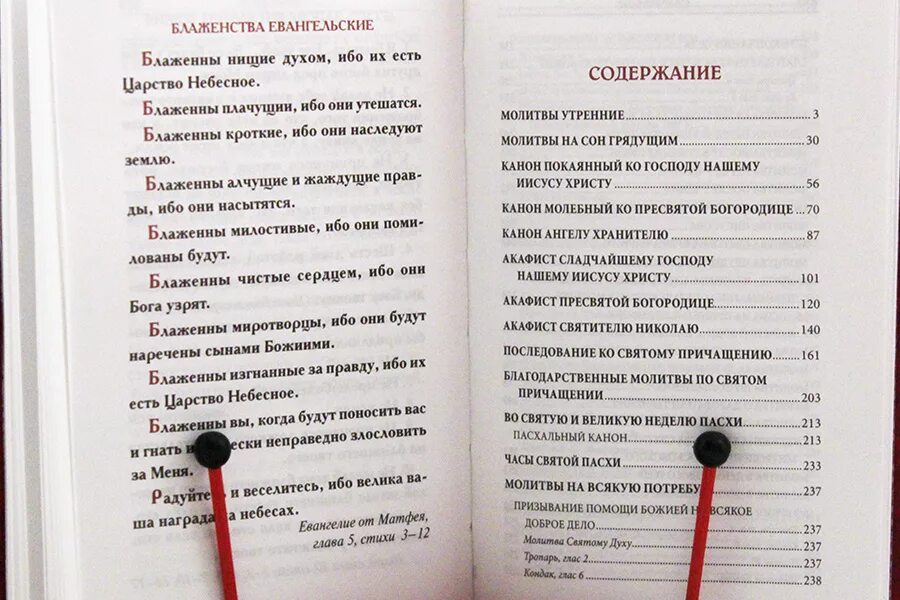 БЛАЖЕНСТВА ЕВАНГЕЛЬСКИЕ
Блаженны нищие духом, ибо их есть
Царство Небесное.
Блаженны плачущии, ибо они утешатся.
Блаженны кроткие, ибо они наследуют
землю.
Блаженны алчущие и жаждущие прав-
ды, ибо они насытятся.
Блаженны милостивые, ибо они поми-
лованы будут.
Блаженны чистые сердцем, ибо они
Бога узрят.
Блаженны миротворцы, ибо они будут
наречены сынами Божиими.
Блаженны изгнанные за правду, ибо их
есть Царство Небесное.
Блаженны вы, когда будут поносить вас
и гнать и неправедно злословить
за Меня.
Радуйтесь и веселитесь, ибо велика ва-
ша награда на небесах.
Евангелие от Матфея,
глава 5, стихи 3–12
СОДЕРЖАНИЕ
МОЛИТВЫ УТРЕННИЕ 3
МОЛИТВЫ НА СОН ГРЯДУЩИМ 30
КАНОН ПОКАЯННЫЙ КО ГОСПОДУ НАШЕМУ
ИИСУСУ ХРИСТУ 56
КАНОН МОЛЕБНЫЙ КО ПРЕСВЯТОЙ БОГОРОДИЦЕ ...70
КАНОН АНГЕЛУ ХРАНИТЕЛЮ 87
АКАФИСТ СЛАДЧАЙШЕМУ ГОСПОДУ
НАШЕМУ ИИСУСУ ХРИСТУ 101
АКАФИСТ ПРЕСВЯТОЙ БОГОРОДИЦЕ 120
АКАФИСТ СВЯТИТЕЛЮ НИКОЛАЮ 140
ПОСЛЕДОВАНИЕ КО СВЯТОМУ ПРИЧАЩЕНИЮ 161
БЛАГОДАРСТВЕННЫЕ МОЛИТВЫ ПО СВЯТОМ
ПРИЧАЩЕНИИ 203
ВО СВЯТУЮ И ВЕЛИКУЮ НЕДЕЛЮ ПАСХИ 213
ПАСХАЛЬНЫЙ КАНОН 213
ЧАСЫ СВЯТОЙ ПАСХИ 233
МОЛИТВЫ НА ВСЯКУЮ ПОТРЕБУ 237
ПРИЗЫВАНИЕ ПОМОЩИ БОЖИЕЙ НА ВСЯКОЕ
ДОБРОЕ ДЕЛО 237
Молитва Святому Духу 237
Тропарь, глас 2 237
Кондак, глас 6 238